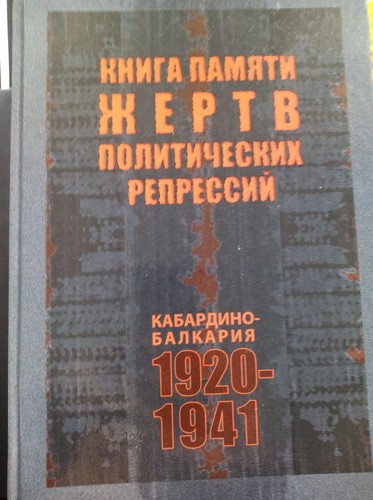 КНИГА ПАМЯТИ
ЖЕРТВ
ПОЛИТИЧЕСКИХ
РЕПРЕССИЙ
КАБАРДИНО-
БАЛКАРИЯ
1920-
1941